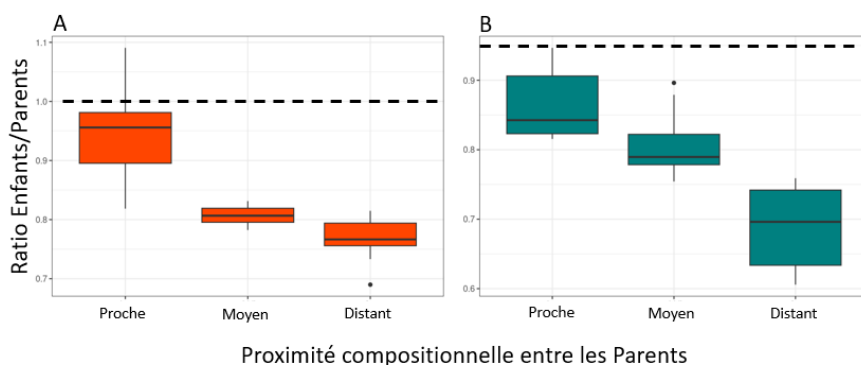 A
B
Ratio Enfants/Parents
1.1
1.0
0.9
0.8
0.7
Proche
Moyen
Distant
0.9
0.8
0.7
0.6
Proche
Moyen
Distant
Proximité compositionnelle entre les Parents